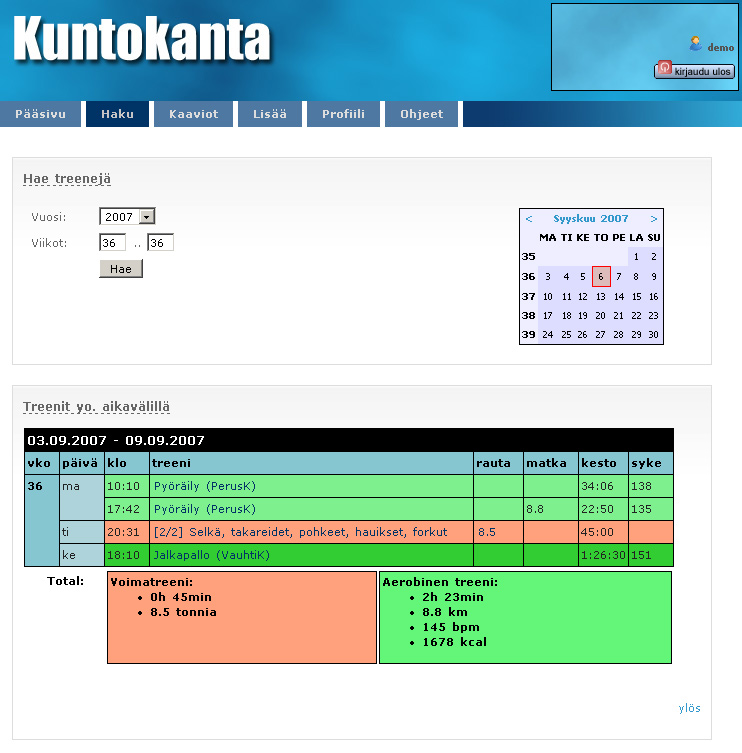 Kuntokanta
demo
kirjaudu ulos
Pääsivu Haku Kaaviot Lisää Profiili Ohjeet
Hae treenejä
Vuosi: 2007
Viikot: 36 .. 36
Hae
< Syyskuu 2007 >
MA TI KE TO PE LA SU
35 1 2
36 3 4 5 6 7 8 9
37 10 11 12 13 14 15 16
38 17 18 19 20 21 22 23
39 24 25 26 27 28 29 30
Treenit yo. aikavälillä
03.09.2007 - 09.09.2007
vko päivä klo treeni rauta matka kesto syke
36 ma 10:10 Pyöräily (PerusK) 34:06 138
17:42 Pyöräily (PerusK) 8.8 22:50 135
ti 20:31 [2/2] Selkä, takareidet, pohkeet, hauikset, forkut 8.5 45:00
ke 18:10 Jalkapallo (VauhtiK) 1:26:30 151
Total:
Voimatreeni:
• 0h 45min
• 8.5 tonnia
Aerobinen treeni:
• 2h 23min
• 8.8 km
• 145 bpm
• 1678 kcal
ylös